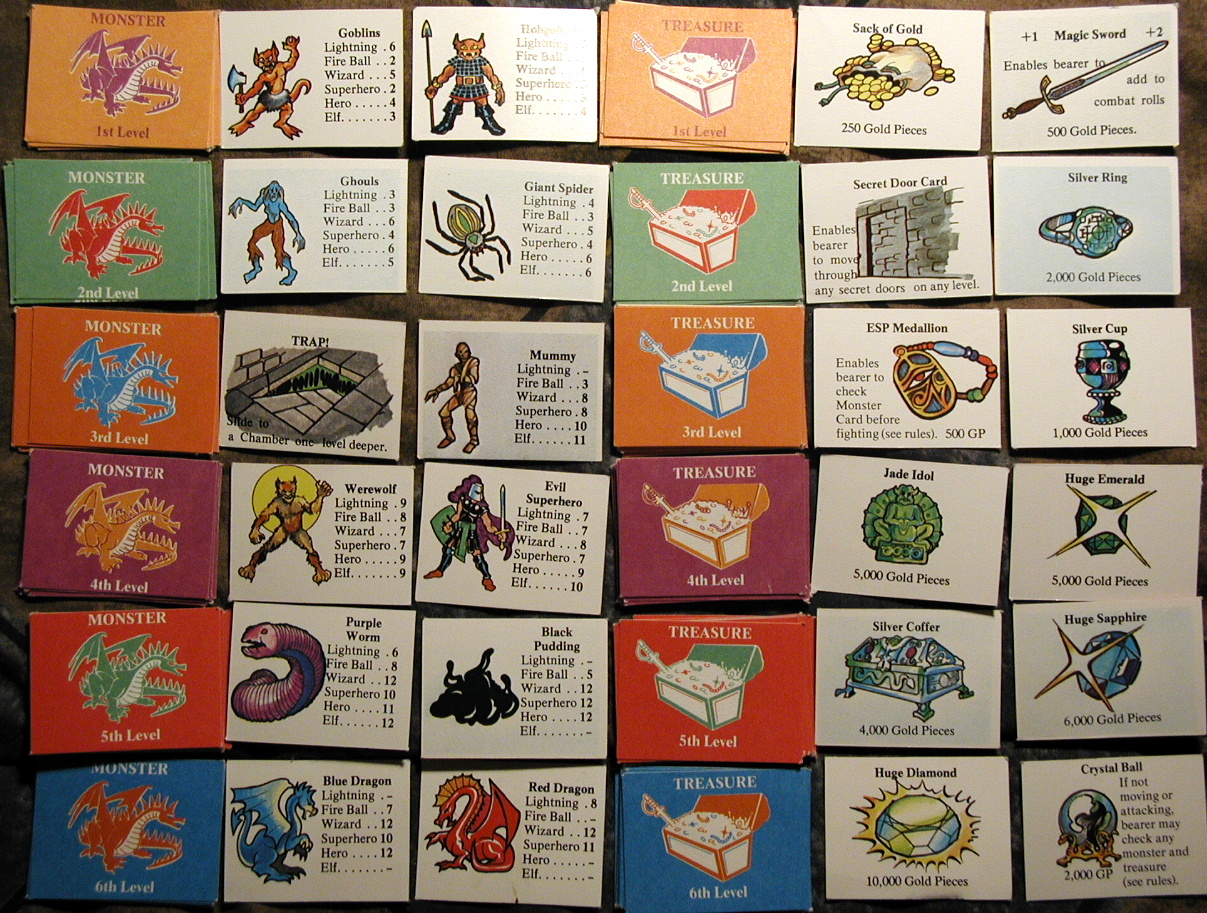 MONSTER
1st Level
Goblins
Lightning . 6
Fire Ball . . 2
Wizard . . . 5
Superhero . 2
Hero . . . . . 4
Elf. . . . . . . 3
Lightning
Fire Ball
Wizard
Superhero
Hero
Elf
TREASURE
1st Level
Sack of Gold
250 Gold Pieces
+1 Magic Sword +2
Enables bearer to
add to
combat rolls
500 Gold Pieces.
MONSTER
2nd Level
Ghouls
Lightning . 3
Fire Ball . . 3
Wizard . . . 6
Superhero . 4
Hero . . . . . 6
Elf. . . . . . . 5
Giant Spider
Lightning . 4
Fire Ball . . 3
Wizard . . . 5
Superhero . 4
Hero . . . . . 6
Elf. . . . . . . 6
TREASURE
2nd Level
Secret Door Card
Enables
bearer
to move
through
any secret doors on any level.
Silver Ring
2,000 Gold Pieces
MONSTER
3rd Level
TRAP!
Slide to
a Chamber one level deeper.
Mummy
Lightning . –
Fire Ball . . 3
Wizard . . . 8
Superhero . 8
Hero . . . . 10
Elf. . . . . . 11
TREASURE
3rd Level
ESP Medallion
Enables
bearer to
check
Monster
Card before
fighting (see rules). 500 GP
Silver Cup
1,000 Gold Pieces
MONSTER
4th Level
Werewolf
Lightning . 9
Fire Ball . . 8
Wizard . . . 7
Superhero . 7
Hero . . . . . 9
Elf. . . . . . . 9
Evil
Superhero
Lightning . 7
Fire Ball . . 7
Wizard . . . 8
Superhero . 7
Hero . . . . . 9
Elf. . . . . . 10
TREASURE
4th Level
Jade Idol
5,000 Gold Pieces
Huge Emerald
5,000 Gold Pieces
MONSTER
5th Level
Purple
Worm
Lightning . 6
Fire Ball . . 8
Wizard . . 12
Superhero 10
Hero . . . . 11
Elf. . . . . . 12
Black
Pudding
Lightning . –
Fire Ball . . 5
Wizard . . 12
Superhero 12
Hero . . . . 12
Elf. . . . . . . –
TREASURE
5th Level
Silver Coffer
4,000 Gold Pieces
Huge Sapphire
6,000 Gold Pieces
MONSTER
6th Level
Blue Dragon
Lightning . –
Fire Ball . . 7
Wizard . . 12
Superhero 10
Hero . . . . 12
Elf. . . . . . . –
Red Dragon
Lightning . 8
Fire Ball . . –
Wizard . . 12
Superhero 11
Hero . . . . . –
Elf. . . . . . . –
TREASURE
6th Level
Huge Diamond
10,000 Gold Pieces
Crystal Ball
If not
moving or
attacking,
bearer may
check any
monster and
treasure
(see rules).
2,000 GP